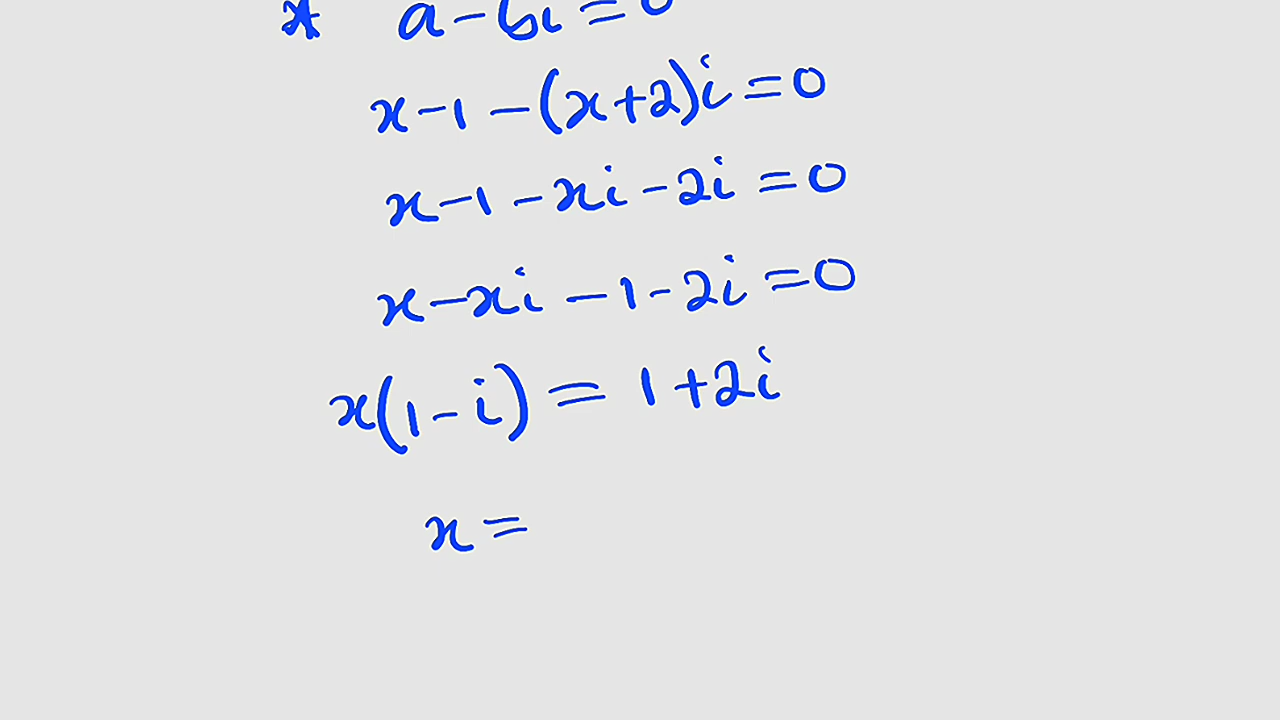 * a-bi=0
x-1-(x+2)i=0
x-1-xi-2i=0
x-xi-1-2i=0
x(1-i)=1+2i
x=